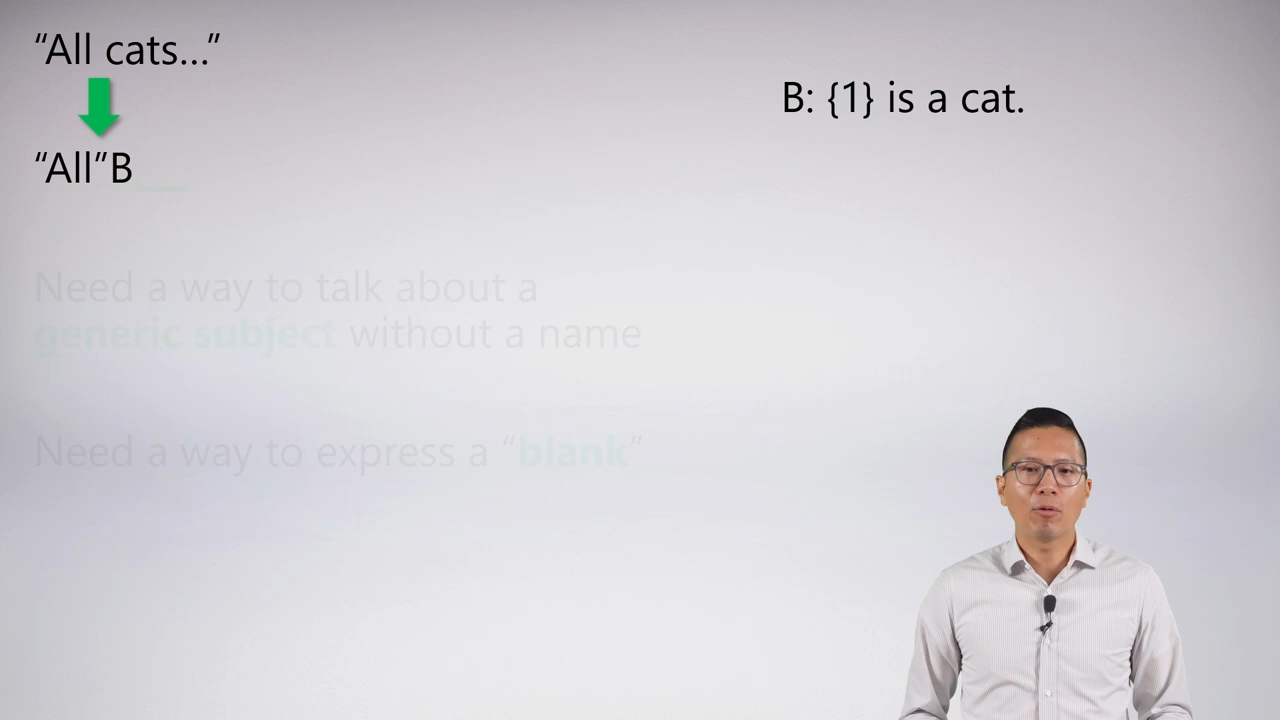 “All cats...”
B: {1} is a cat.
“All”B
Need a way to talk about a
generic subject without a name
Need a way to express a “blank”